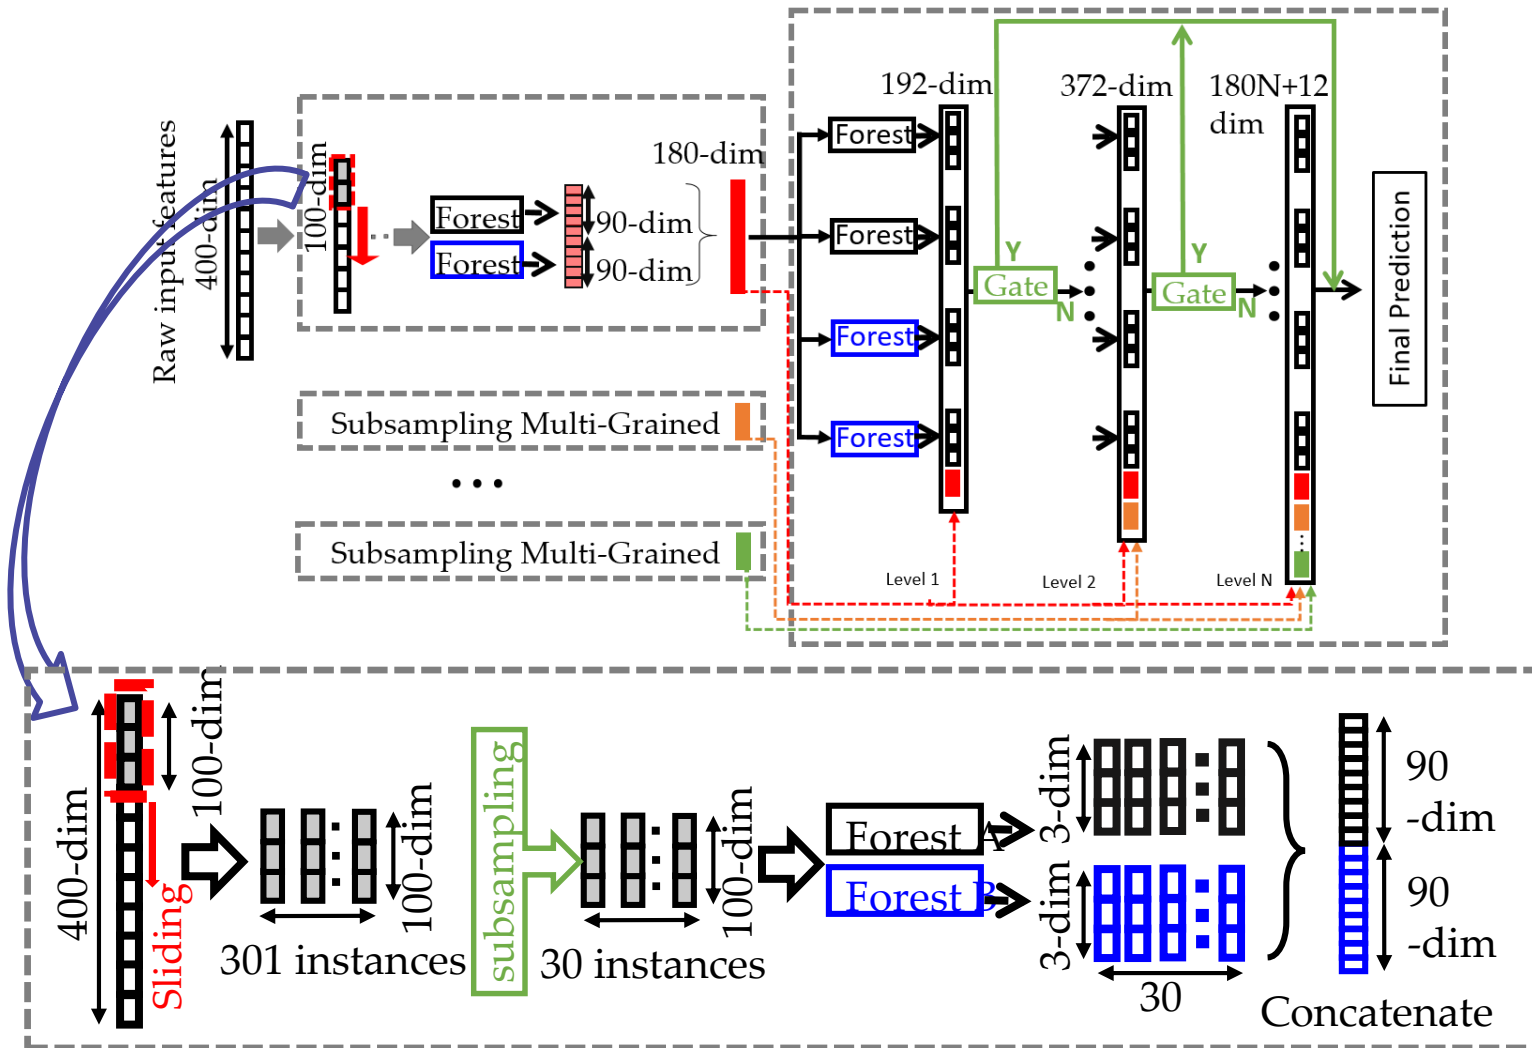 Raw input features
400-dim
100-dim
Forest
Forest
90-dim
90-dim
180-dim
Subsampling Multi-Grained
...
Subsampling Multi-Grained
192-dim
372-dim
180N+12
dim
Forest
Forest
Forest
Forest
Y
Gate
N
Y
Gate
N
Final Prediction
Level 1
Level 2
Level N
400-dim
100-dim
Sliding
301 instances
100-dim
subsampling
30 instances
100-dim
Forest A
Forest B
3-dim
3-dim
30
90
-dim
90
-dim
Concatenate